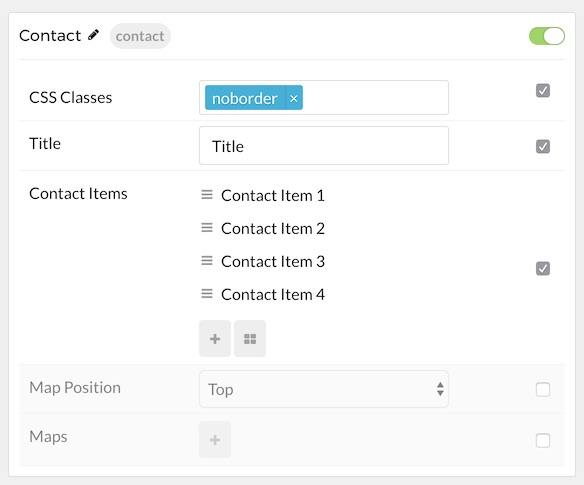 Contact contact
CSS Classes noborder ×
Title Title
Contact Items Contact Item 1
Contact Item 2
Contact Item 3
Contact Item 4
Map Position Top
Maps